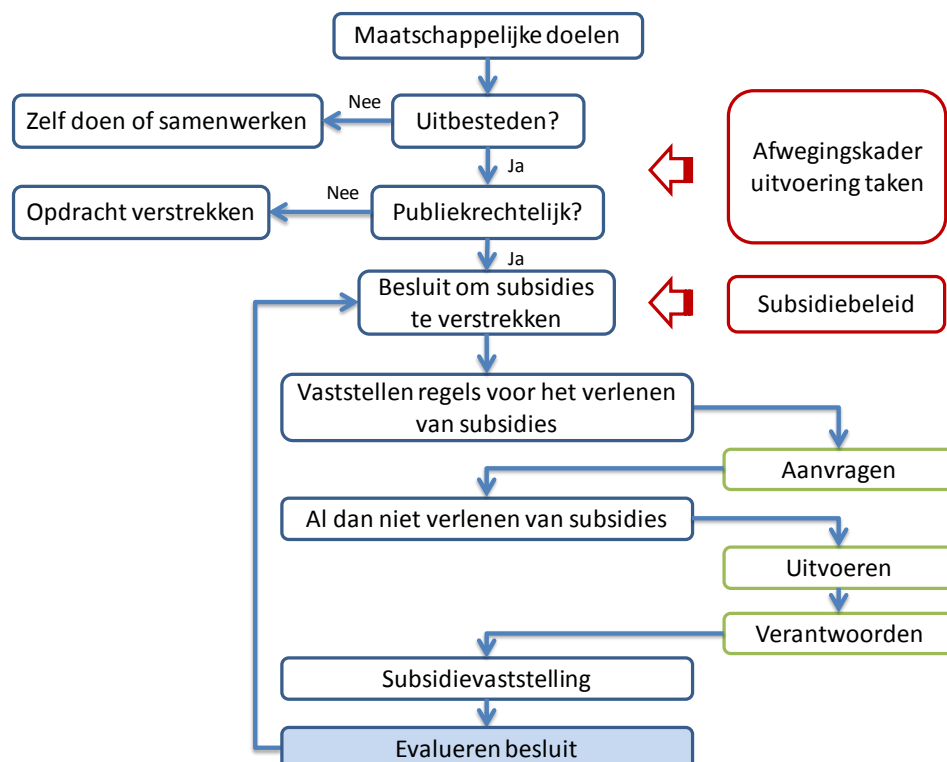 Maatschappelijke doelen
Nee
Zelf doen of samenwerken
Uitbesteden?
Afwegingskader
uitvoering taken
Ja
Nee
Opdracht verstrekken
Publiekrechtelijk?
Ja
Besluit om subsidies
te verstrekken
Subsidiebeleid
Vaststellen regels voor het verlenen
van subsidies
Aanvragen
Al dan niet verlenen van subsidies
Uitvoeren
Verantwoorden
Subsidievaststelling
Evalueren besluit